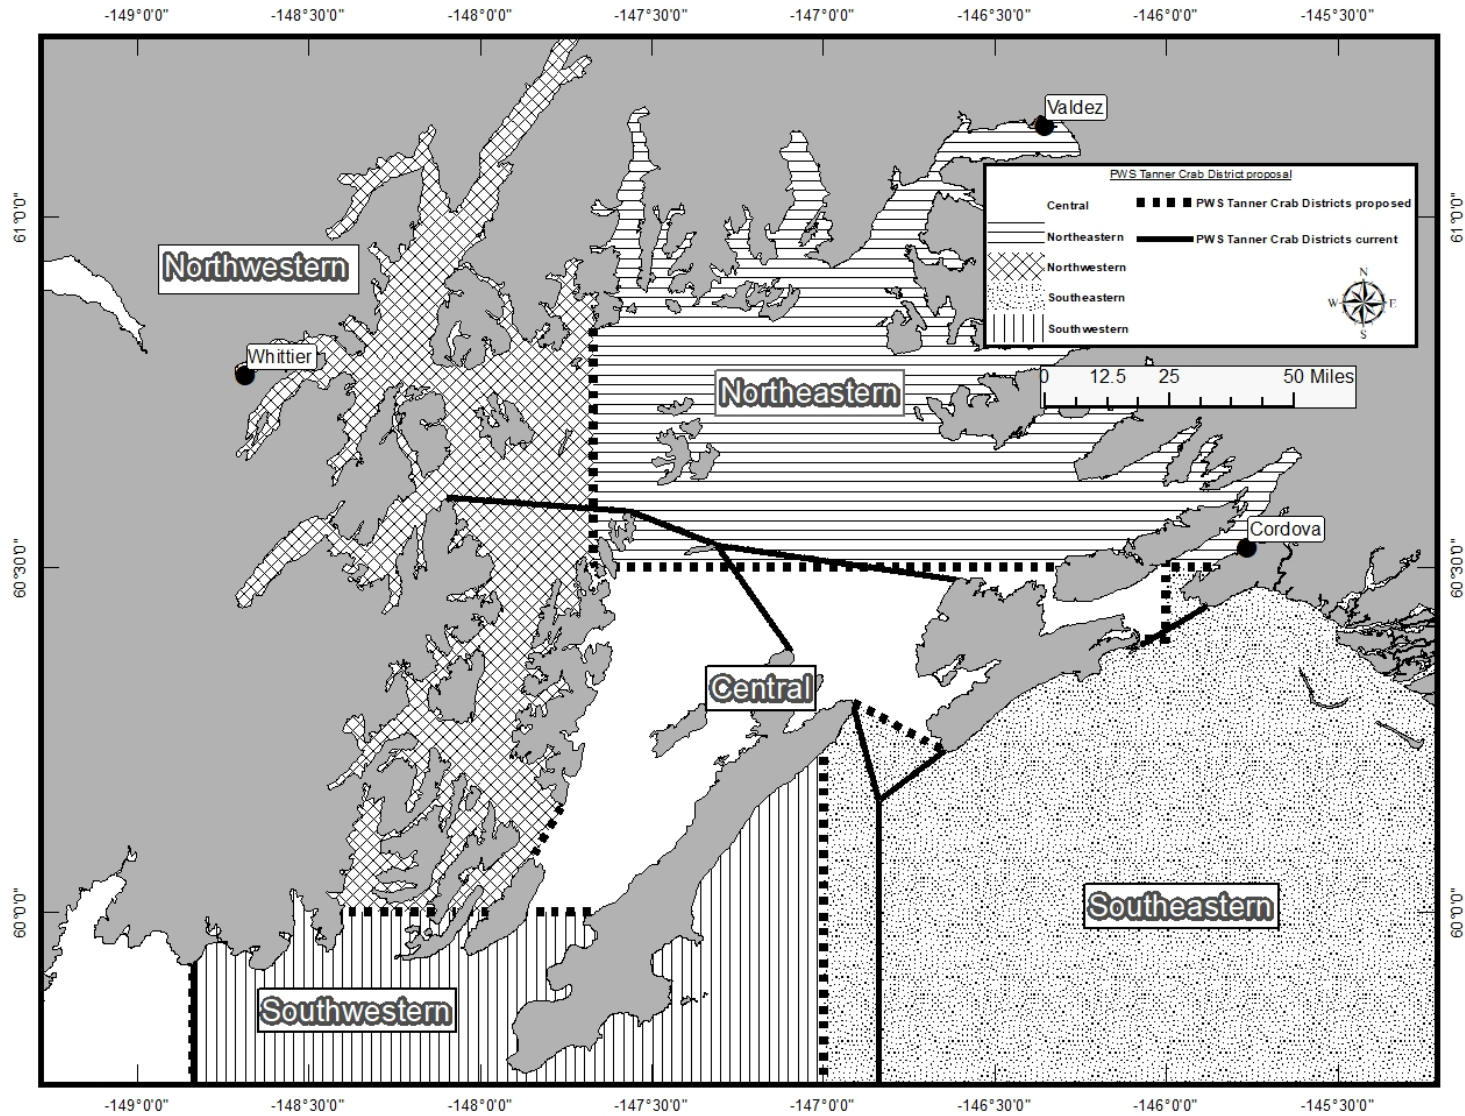 -149°0'0" -148°30'0" -148°0'0" -147°30'0" -147°0'0" -146°30'0" -146°0'0" -145°30'0"
Valdez
PWS Tanner Crab District proposal
Central
PWS Tanner Crab Districts proposed
Northeastern
PWS Tanner Crab Districts current
Northwestern
Southeastern
Southwestern
N
W E
S
61°0'0"
61°0'0"
Northwestern
Whittier
0 12.5 25 50 Miles
Northeastern
Cordova
60°30'0"
60°30'0"
Central
Southeastern
60°0'0"
60°0'0"
Southwestern
-149°0'0" -148°30'0" -148°0'0" -147°30'0" -147°0'0" -146°30'0" -146°0'0" -145°30'0"